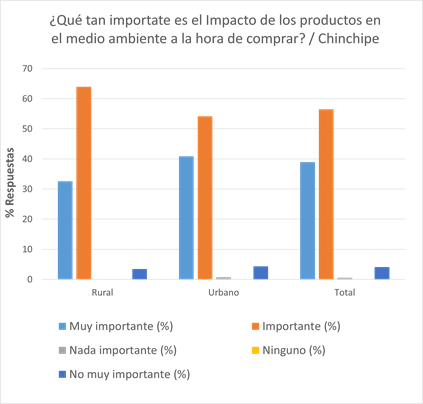 ¿Qué tan importate es el Impacto de los productos en
el medio ambiente a la hora de comprar? / Chinchipe
70
60
50
40
30
20
10
0
% Respuestas
Rural
Urbano
Total
Muy importante (%)
Importante (%)
Nada importante (%)
Ninguno (%)
No muy importante (%)